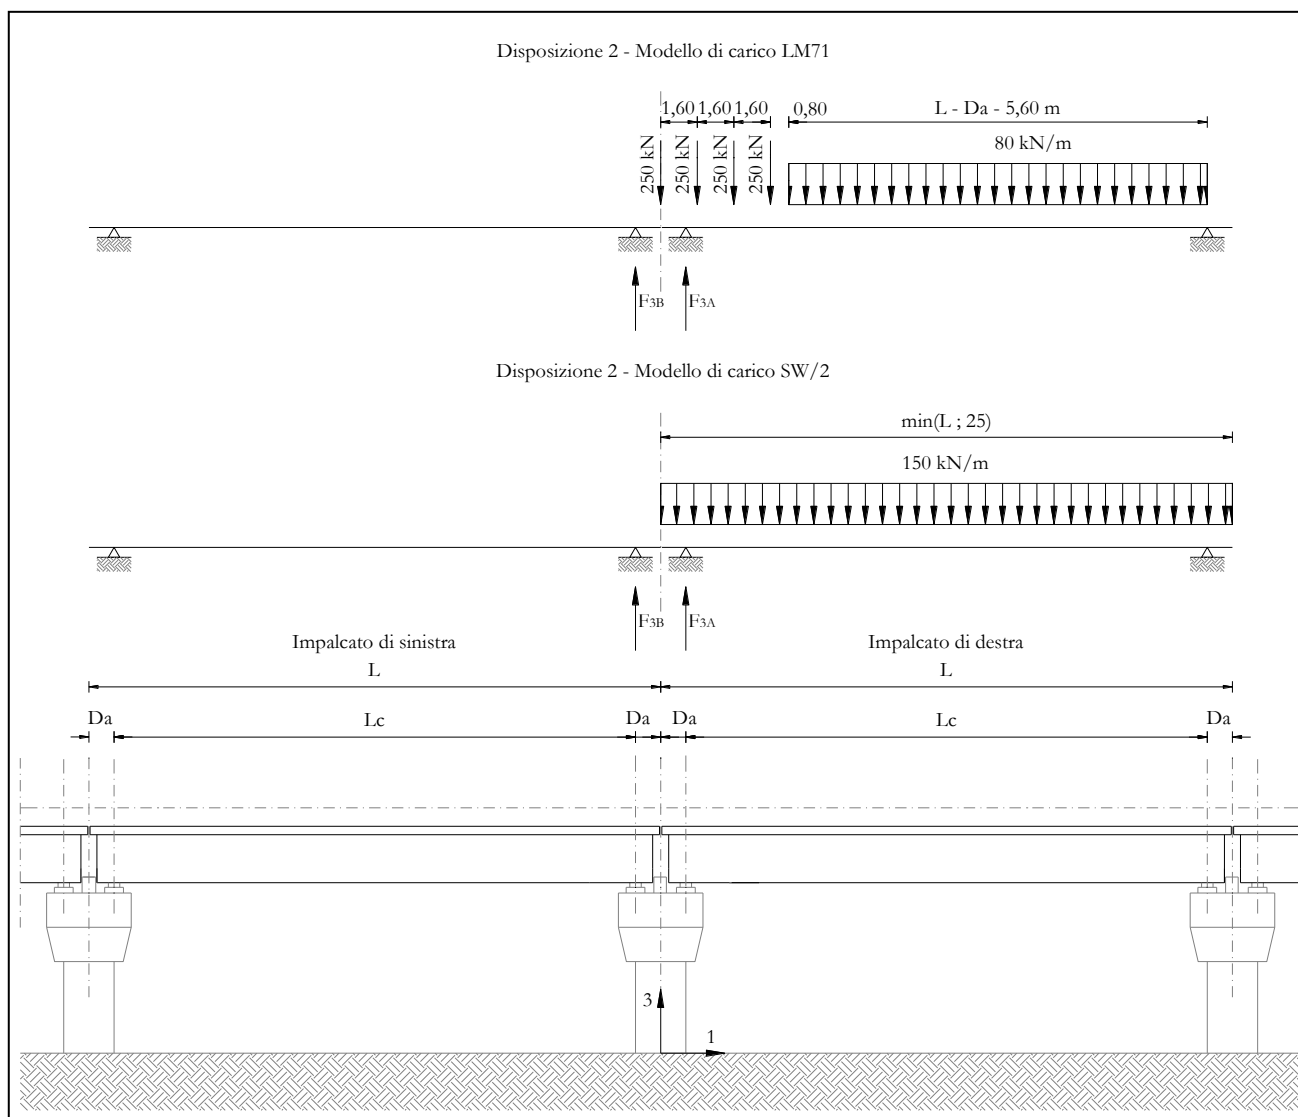 Disposizione 2 - Modello di carico LM71
1,60 1,60 1,60 0,80 L - Da - 5,60 m
250 kN 250 kN 250 kN 250 kN 80 kN/m
F3B F3A
Disposizione 2 - Modello di carico SW/2
min(L ; 25)
150 kN/m
F3B F3A
Impalcato di sinistra Impalcato di destra
L L
Da Lc Da Da Lc Da
3
1